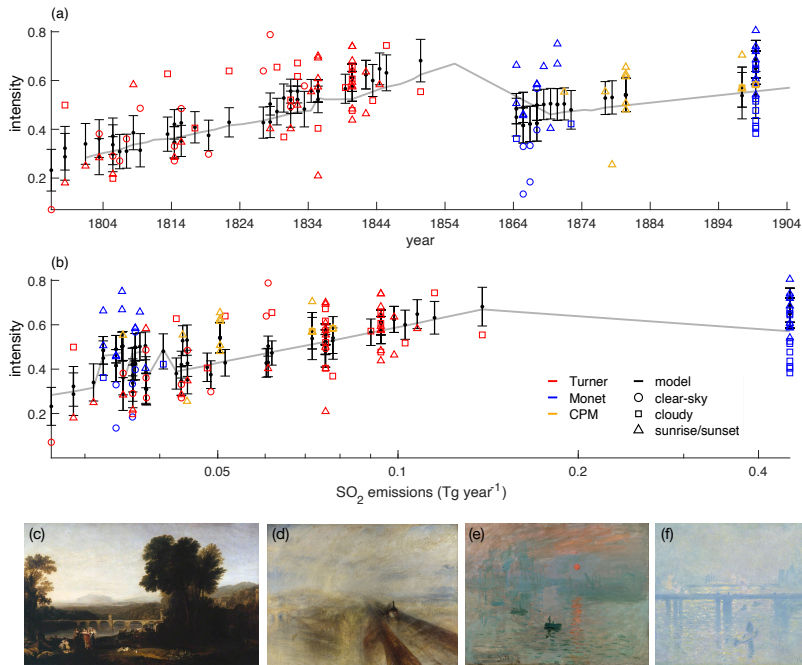 (a)
intensity
0.8
0.6
0.4
0.2
1804 1814 1824 1834 1844 1854 1864 1874 1884 1894 1904
year
(b)
intensity
0.8
0.6
0.4
0.2
Turner model
Monet clear-sky
CPM cloudy
sunrise/sunset
0.05 0.1 0.2 0.4
SO2 emissions (Tg year-1)
(c) (d) (e) (f)